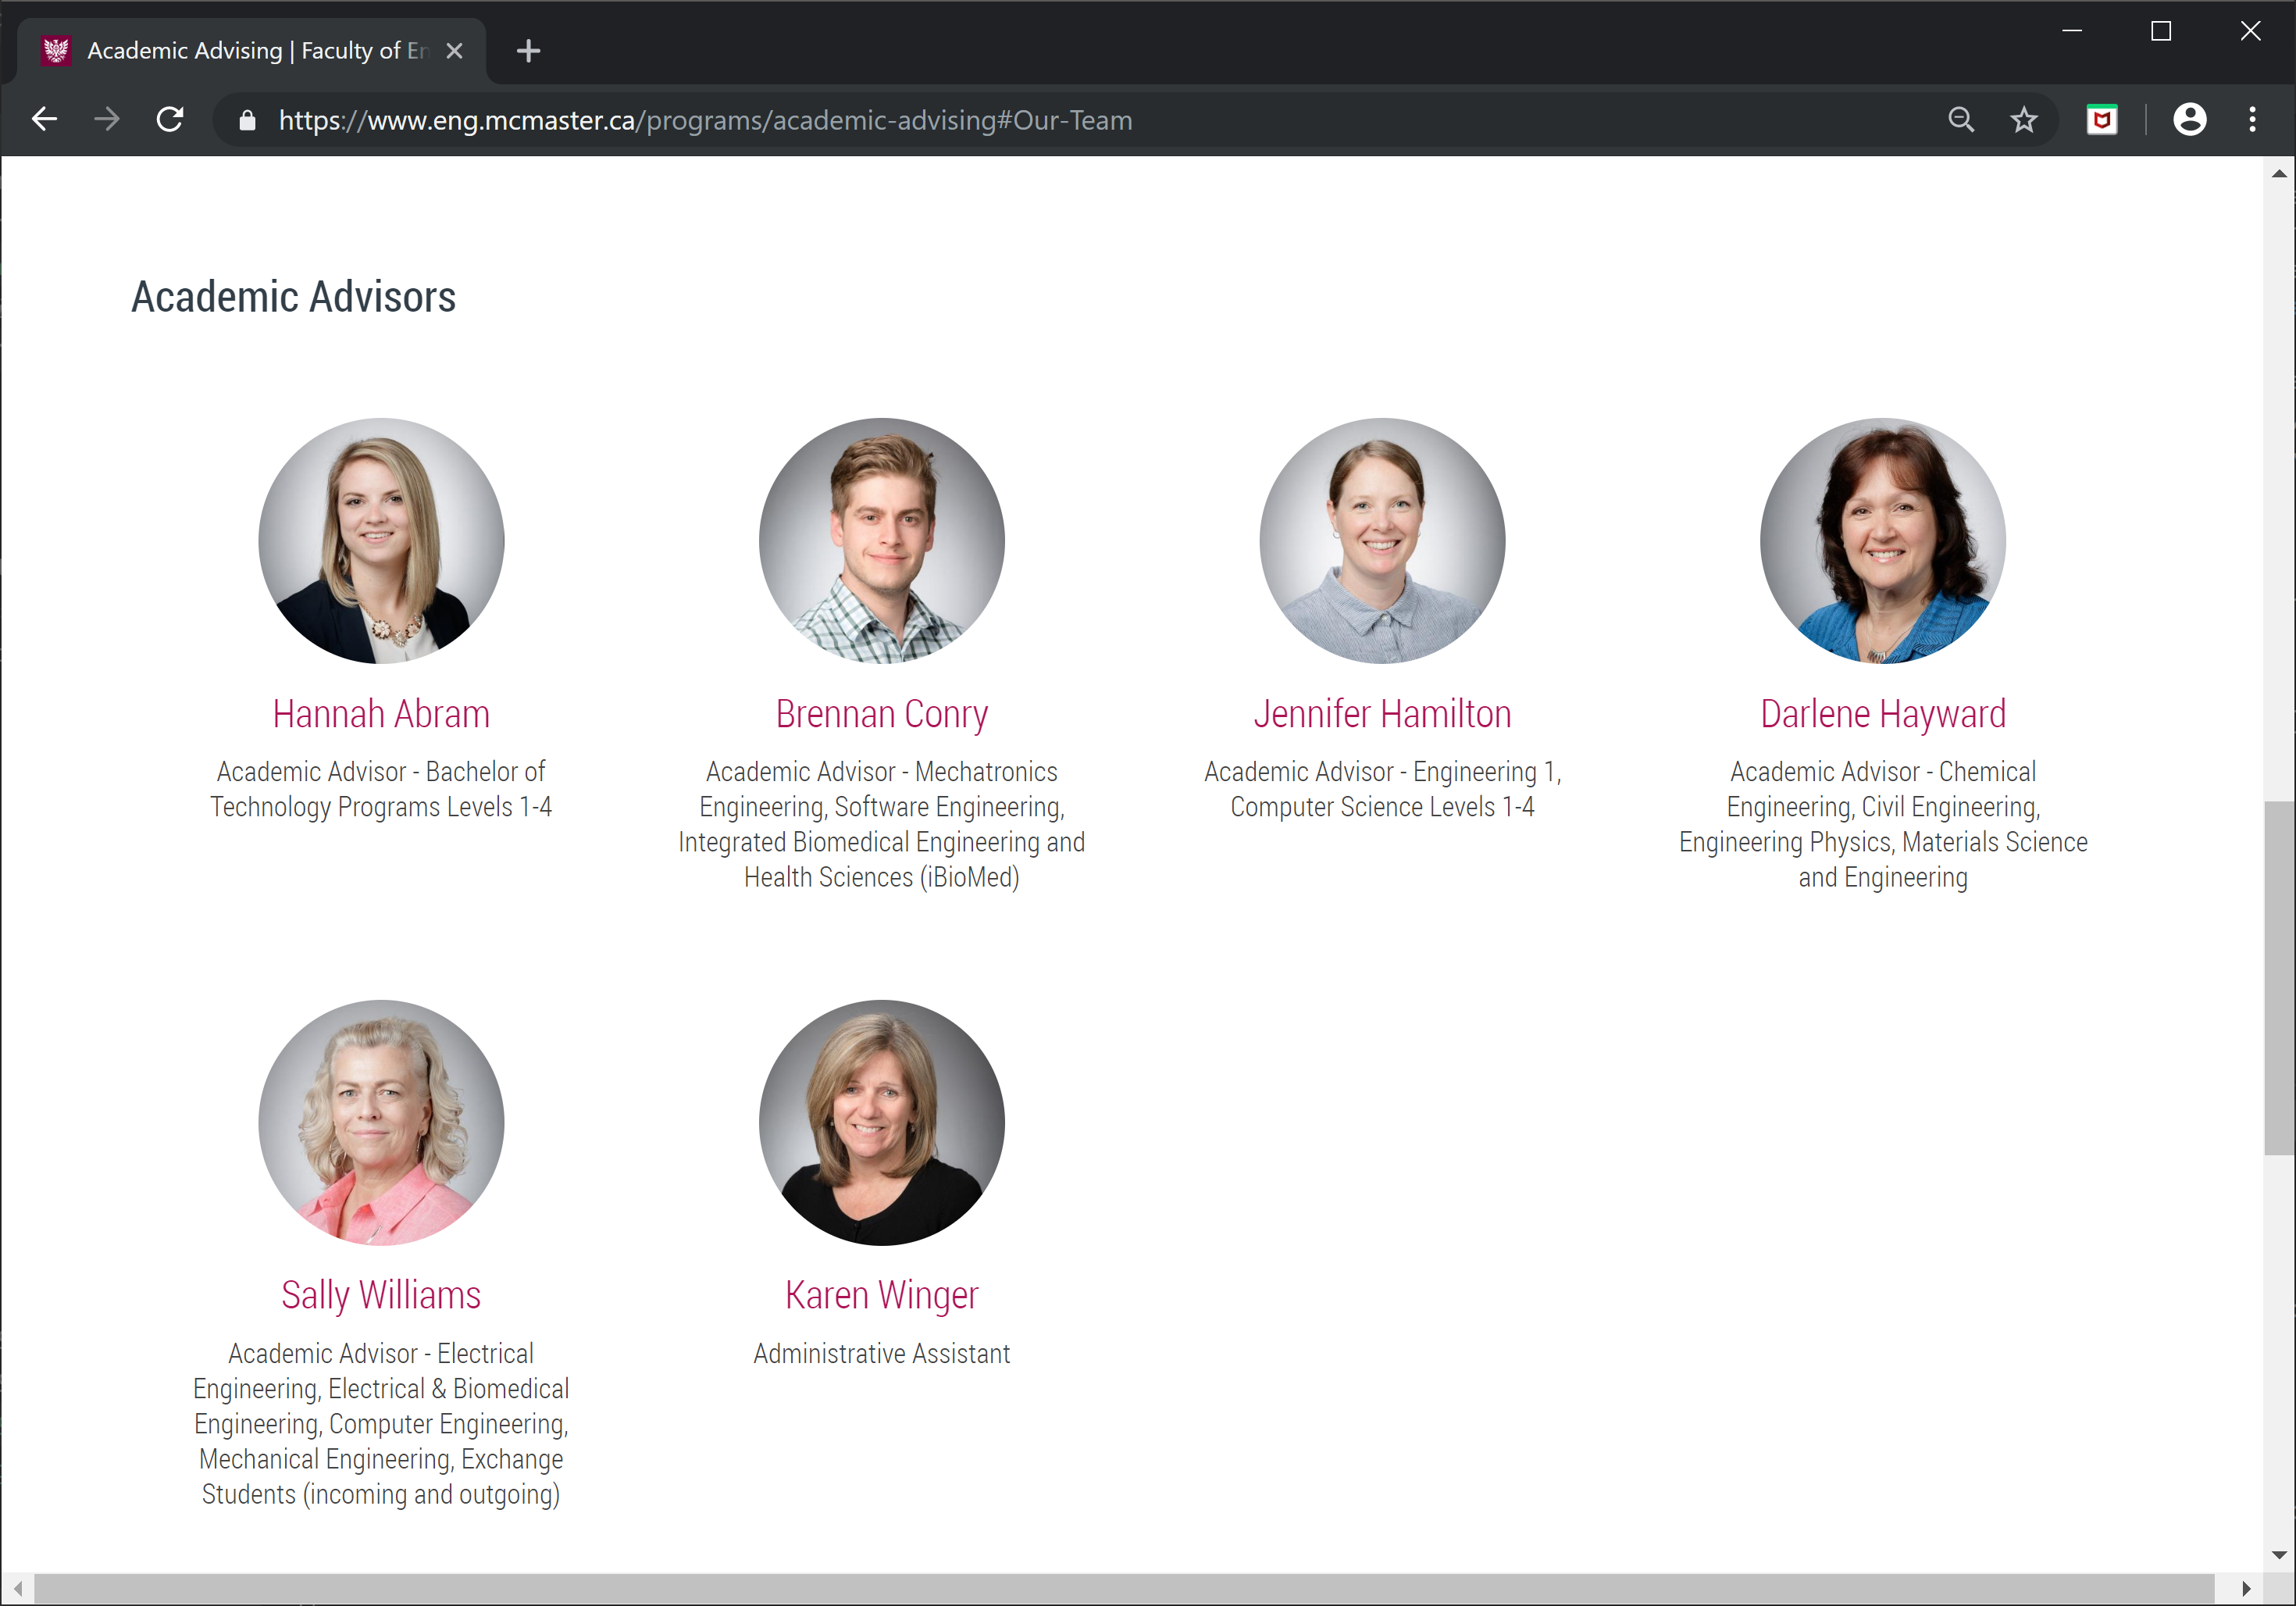 Academic Advising | Faculty of En
https://www.eng.mcmaster.ca/programs/academic-advising#Our-Team
Academic Advisors
Hannah Abram
Academic Advisor - Bachelor of
Technology Programs Levels 1-4
Brennan Conry
Academic Advisor - Mechatronics
Engineering, Software Engineering,
Integrated Biomedical Engineering and
Health Sciences (iBioMed)
Jennifer Hamilton
Academic Advisor - Engineering 1,
Computer Science Levels 1-4
Darlene Hayward
Academic Advisor - Chemical
Engineering, Civil Engineering,
Engineering Physics, Materials Science
and Engineering
Sally Williams
Academic Advisor - Electrical
Engineering, Electrical & Biomedical
Engineering, Computer Engineering,
Mechanical Engineering, Exchange
Students (incoming and outgoing)
Karen Winger
Administrative Assistant